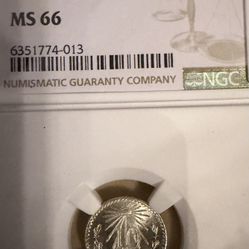 MS 66
6351774-013
NUMISMATIC GUARANTY COMPANY
NGC